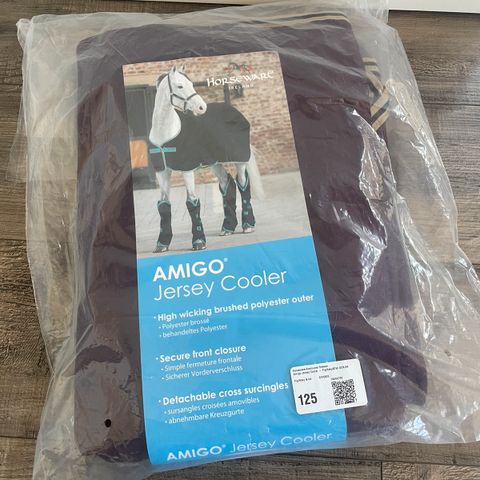 HORSEWARE
IRELAND
AMIGO®
Jersey Cooler
• High wicking brushed polyester outer
• Polyester brossé
• behandeltes Polyester
• Secure front closure
• Simple fermeture frontale
• Sicherer Vorderverschluss
• Detachable cross surcingles
• sursangles croisées amovibles
• abnehmbare Kreuzgurte
125
AMIGO® Jersey Cooler